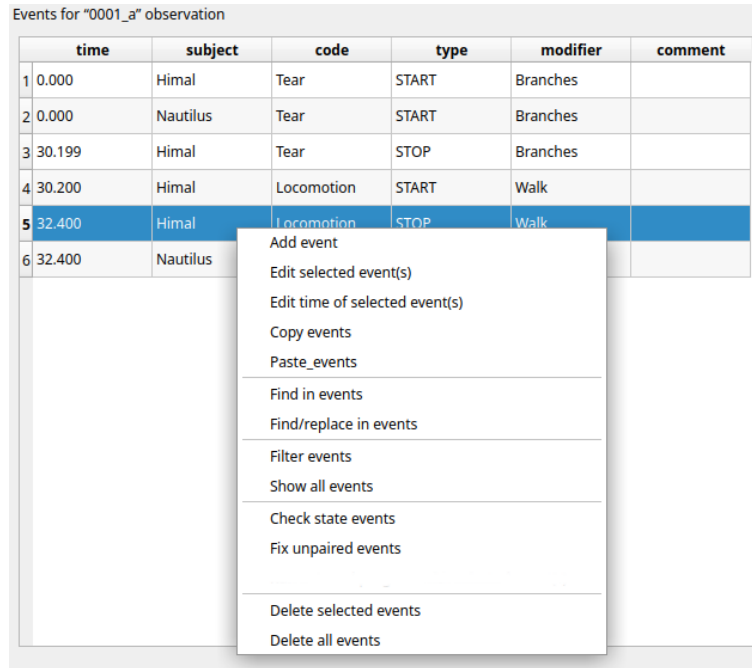 Events for “0001_a” observation
time subject code type modifier comment
1 0.000 Himal Tear START Branches
2 0.000 Nautilus Tear START Branches
3 30.199 Himal Tear STOP Branches
4 30.200 Himal Locomotion START Walk
5 32.400 Himal Locomotion STOP Walk
6 32.400 Nautilus
Add event
Edit selected event(s)
Edit time of selected event(s)
Copy events
Paste_events
Find in events
Find/replace in events
Filter events
Show all events
Check state events
Fix unpaired events
Delete selected events
Delete all events